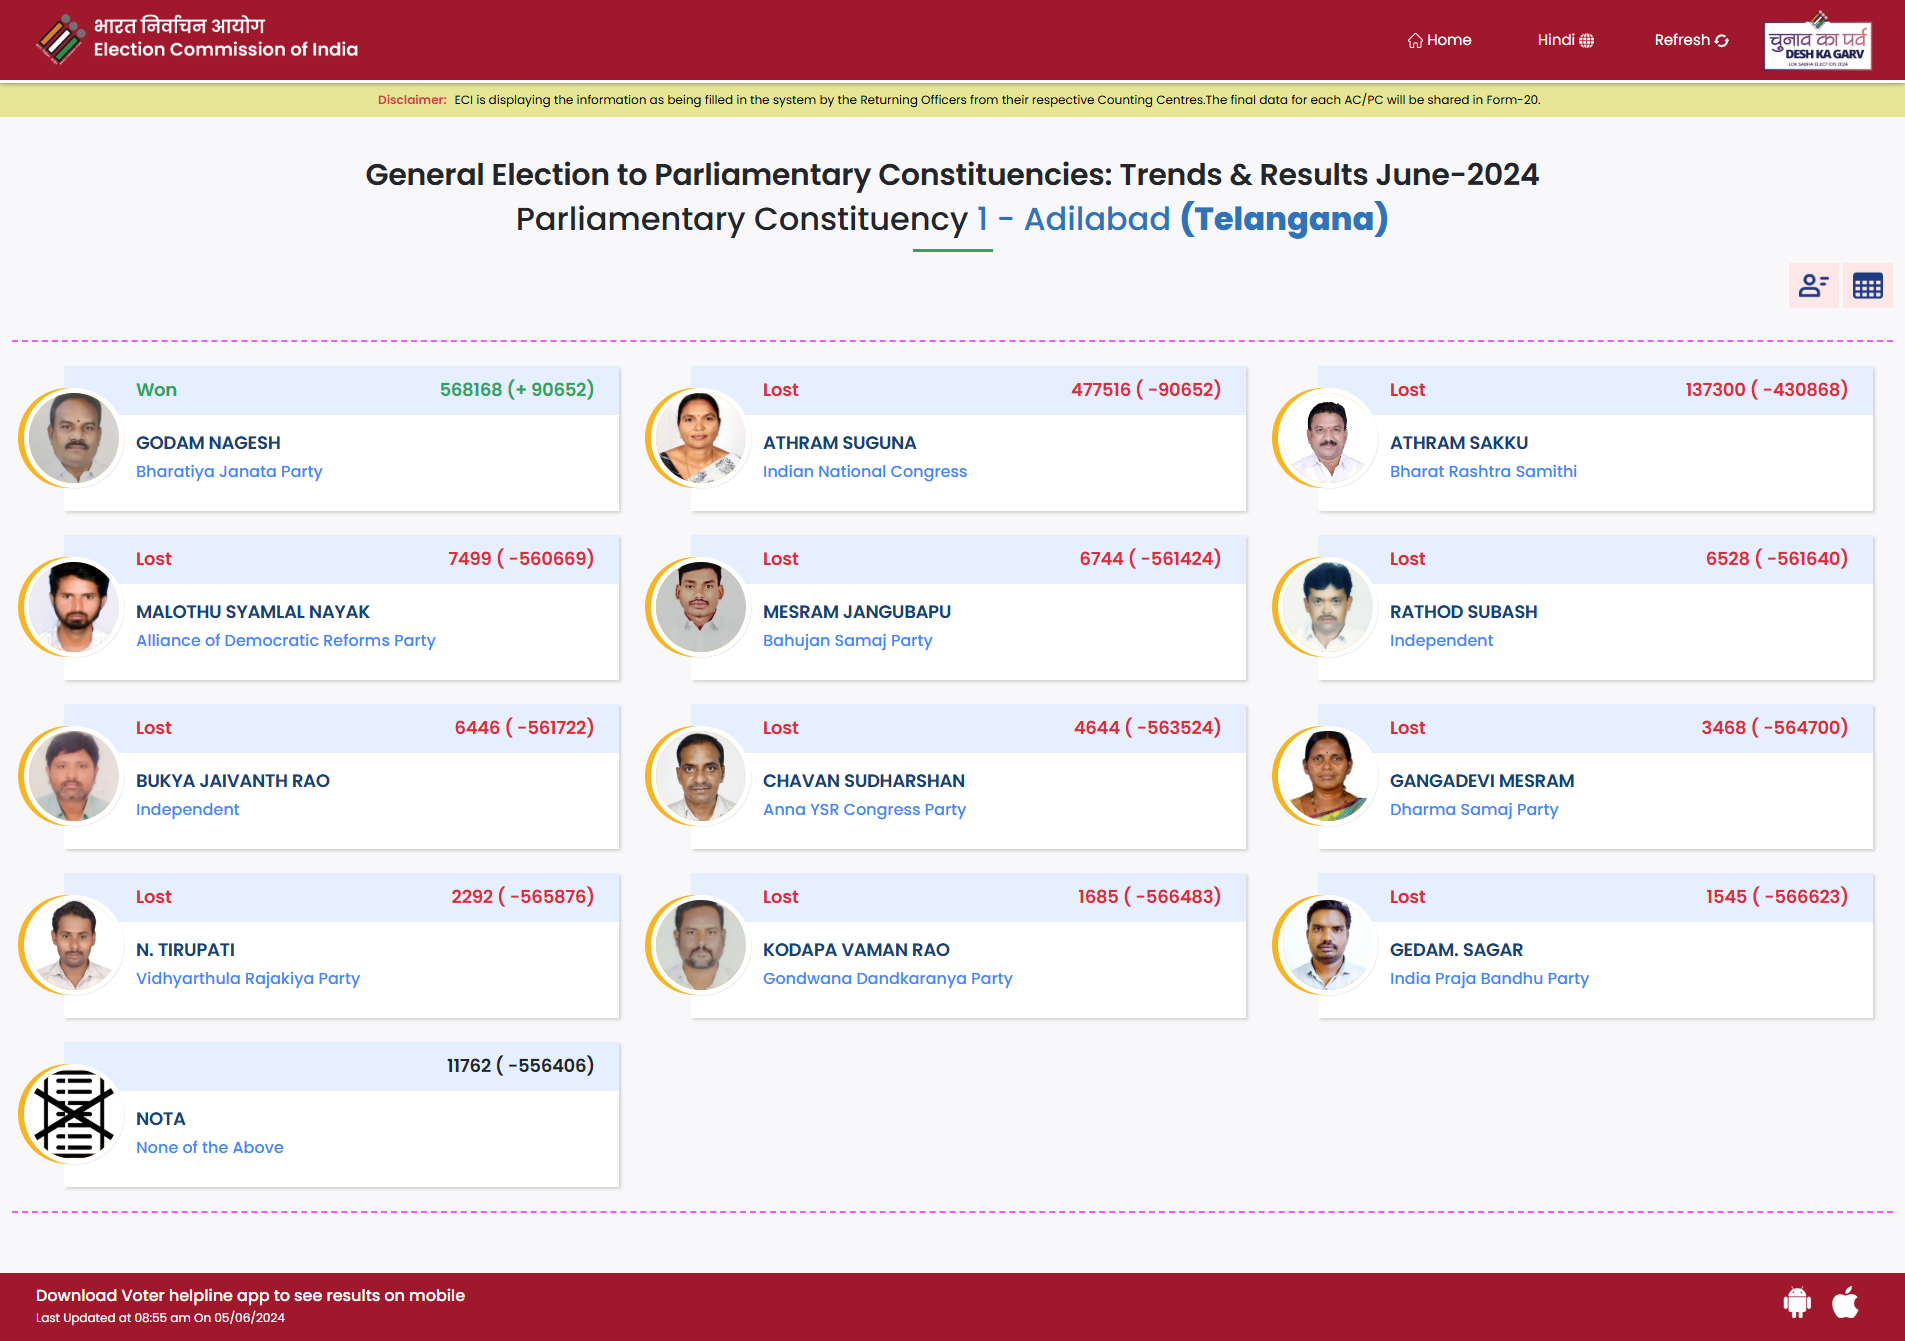 भारत निर्वाचन आयोग
Election Commission of India
Home
Hindi
Refresh
चुनाव का पर्व
DESH KA GARV
LOK SABHA ELECTION 2024
Disclaimer: ECI is displaying the information as being filled in the system by the Returning Officers from their respective Counting Centres.The final data for each AC/PC will be shared in Form-20.
General Election to Parliamentary Constituencies: Trends & Results June-2024
Parliamentary Constituency 1 - Adilabad (Telangana)
Won 568168 (+ 90652)
GODAM NAGESH
Bharatiya Janata Party
Lost 477516 ( -90652)
ATHRAM SUGUNA
Indian National Congress
Lost 137300 ( -430868)
ATHRAM SAKKU
Bharat Rashtra Samithi
Lost 7499 ( -560669)
MALOTHU SYAMLAL NAYAK
Alliance of Democratic Reforms Party
Lost 6744 ( -561424)
MESRAM JANGUBAPU
Bahujan Samaj Party
Lost 6528 ( -561640)
RATHOD SUBASH
Independent
Lost 6446 ( -561722)
BUKYA JAIVANTH RAO
Independent
Lost 4644 ( -563524)
CHAVAN SUDHARSHAN
Anna YSR Congress Party
Lost 3468 ( -564700)
GANGADEVI MESRAM
Dharma Samaj Party
Lost 2292 ( -565876)
N. TIRUPATI
Vidhyarthula Rajakiya Party
Lost 1685 ( -566483)
KODAPA VAMAN RAO
Gondwana Dandkaranya Party
Lost 1545 ( -566623)
GEDAM. SAGAR
India Praja Bandhu Party
11762 ( -556406)
NOTA
None of the Above
Download Voter helpline app to see results on mobile
Last Updated at 08:55 am On 05/06/2024